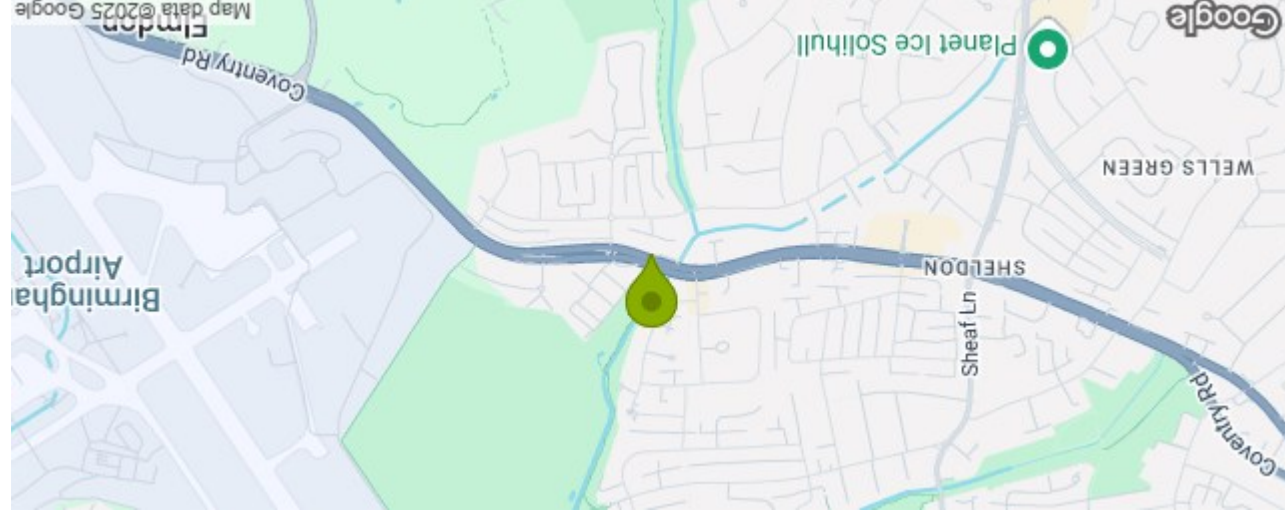 Coventry Rd
Sheaf Ln
SHELDON
Birmingha
Airport
WELLS GREEN
Coventry Rd
Planet Ice Solihull
Elmdon
Google
Map data ©2025 Google